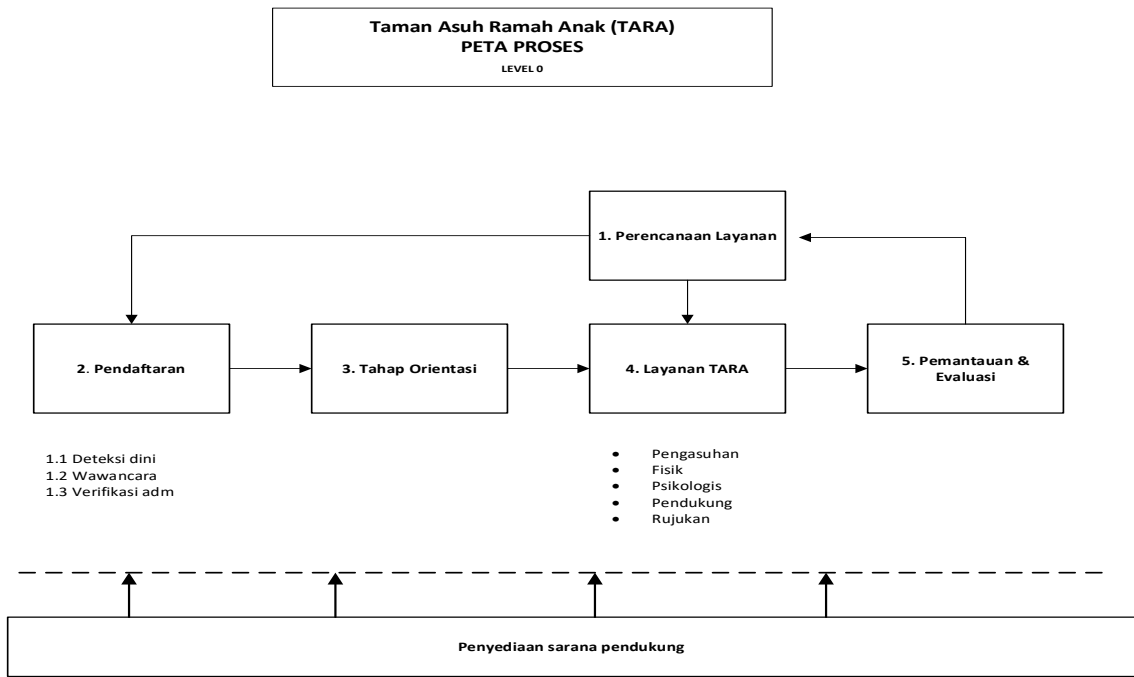 Taman Asuh Ramah Anak (TARA)
PETA PROSES
LEVEL 0
1. Perencanaan Layanan
2. Pendaftaran
3. Tahap Orientasi
4. Layanan TARA
5. Pemantauan &
Evaluasi
1.1 Deteksi dini
1.2 Wawancara
1.3 Verifikasi adm
• Pengasuhan
• Fisik
• Psikologis
• Pendukung
• Rujukan
Penyediaan sarana pendukung